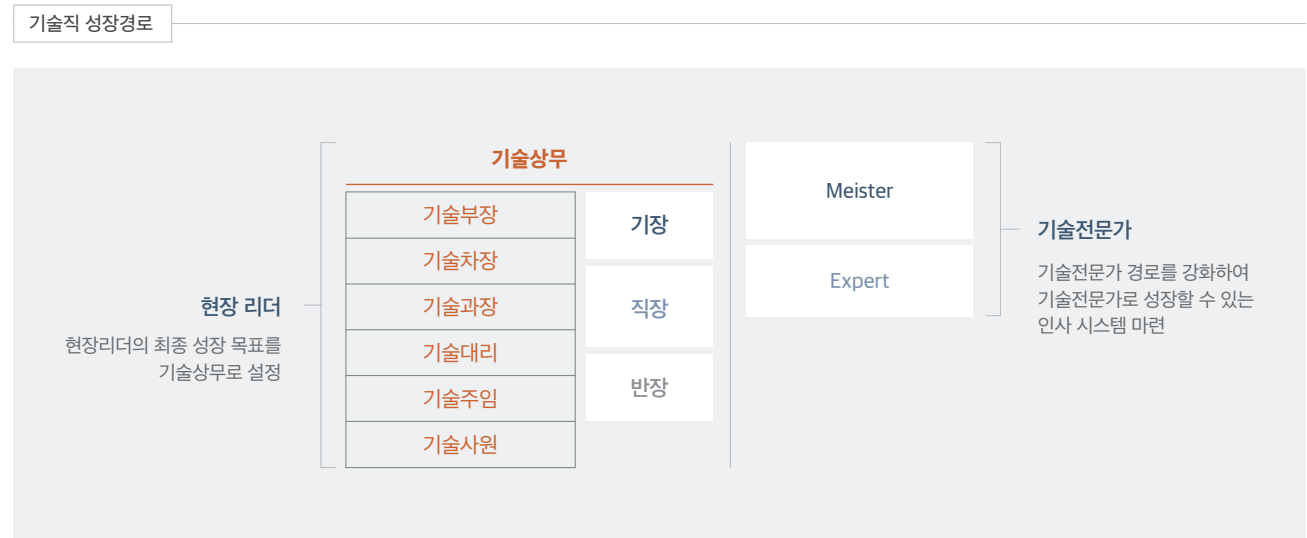 기술직 성장경로
현장 리더
현장리더의 최종 성장 목표를
기술상무로 설정
기술상무
기술부장
기술차장
기술과장
기술대리
기술주임
기술사원
기장
직장
반장
Meister
Expert
기술전문가
기술전문가 경로를 강화하여
기술전문가로 성장할 수 있는
인사 시스템 마련